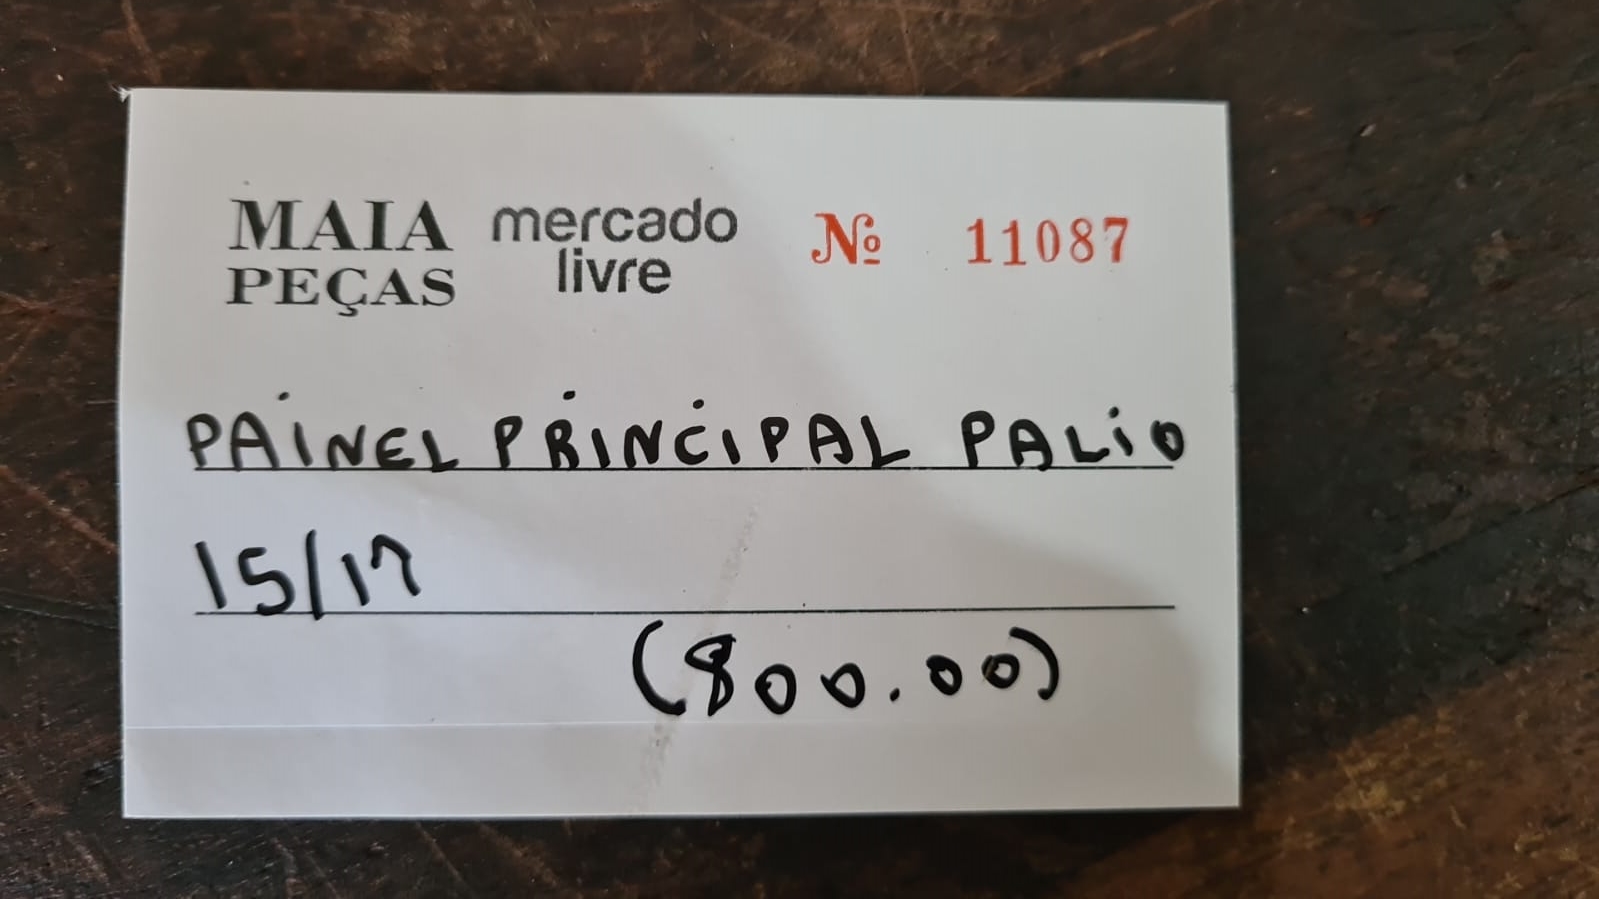 MAIA PEÇAS mercado livre Nº 11087
PAINEL PRINCIPAL PALIO
15/17
(800.00)